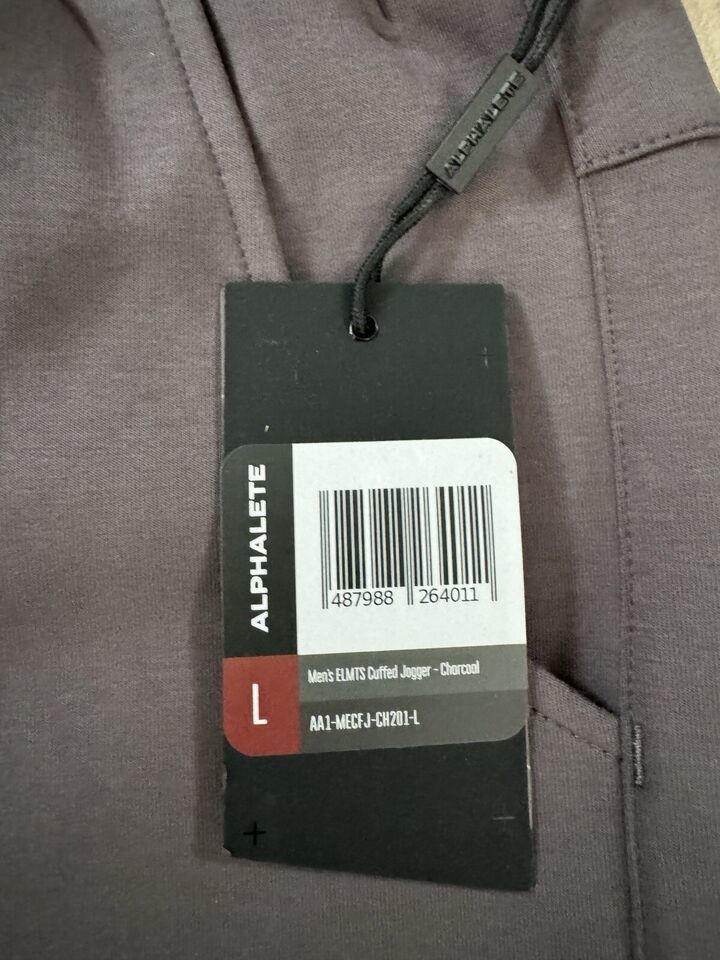 ALPHALETE
ALPHALETE
487988 264011
L
Men's ELMTS Cuffed Jogger - Charcoal
AA1-MECFJ-CH201-L